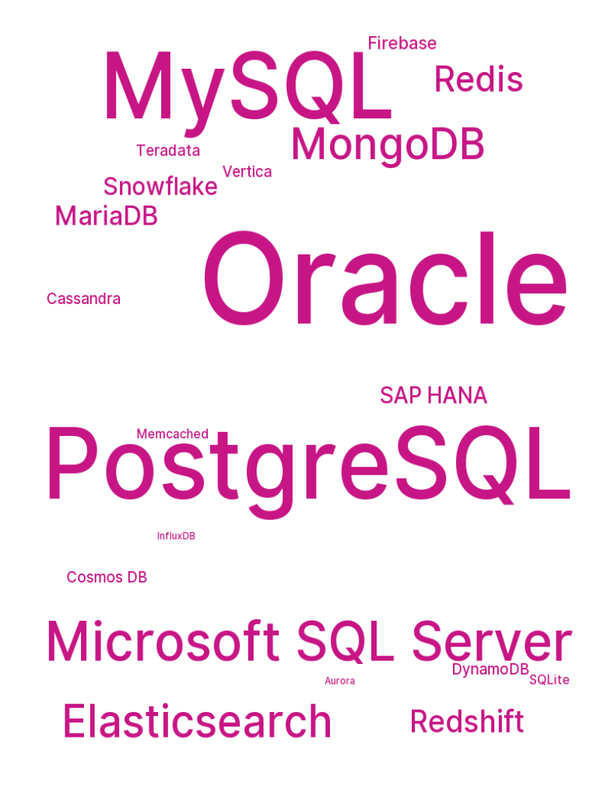 Firebase
MySQL
Redis
MongoDB
Teradata
Vertica
Snowflake
MariaDB
Oracle
Cassandra
SAP HANA
Memcached
PostgreSQL
InfluxDB
Cosmos DB
Microsoft SQL Server
DynamoDB
SQLite
Aurora
Elasticsearch
Redshift